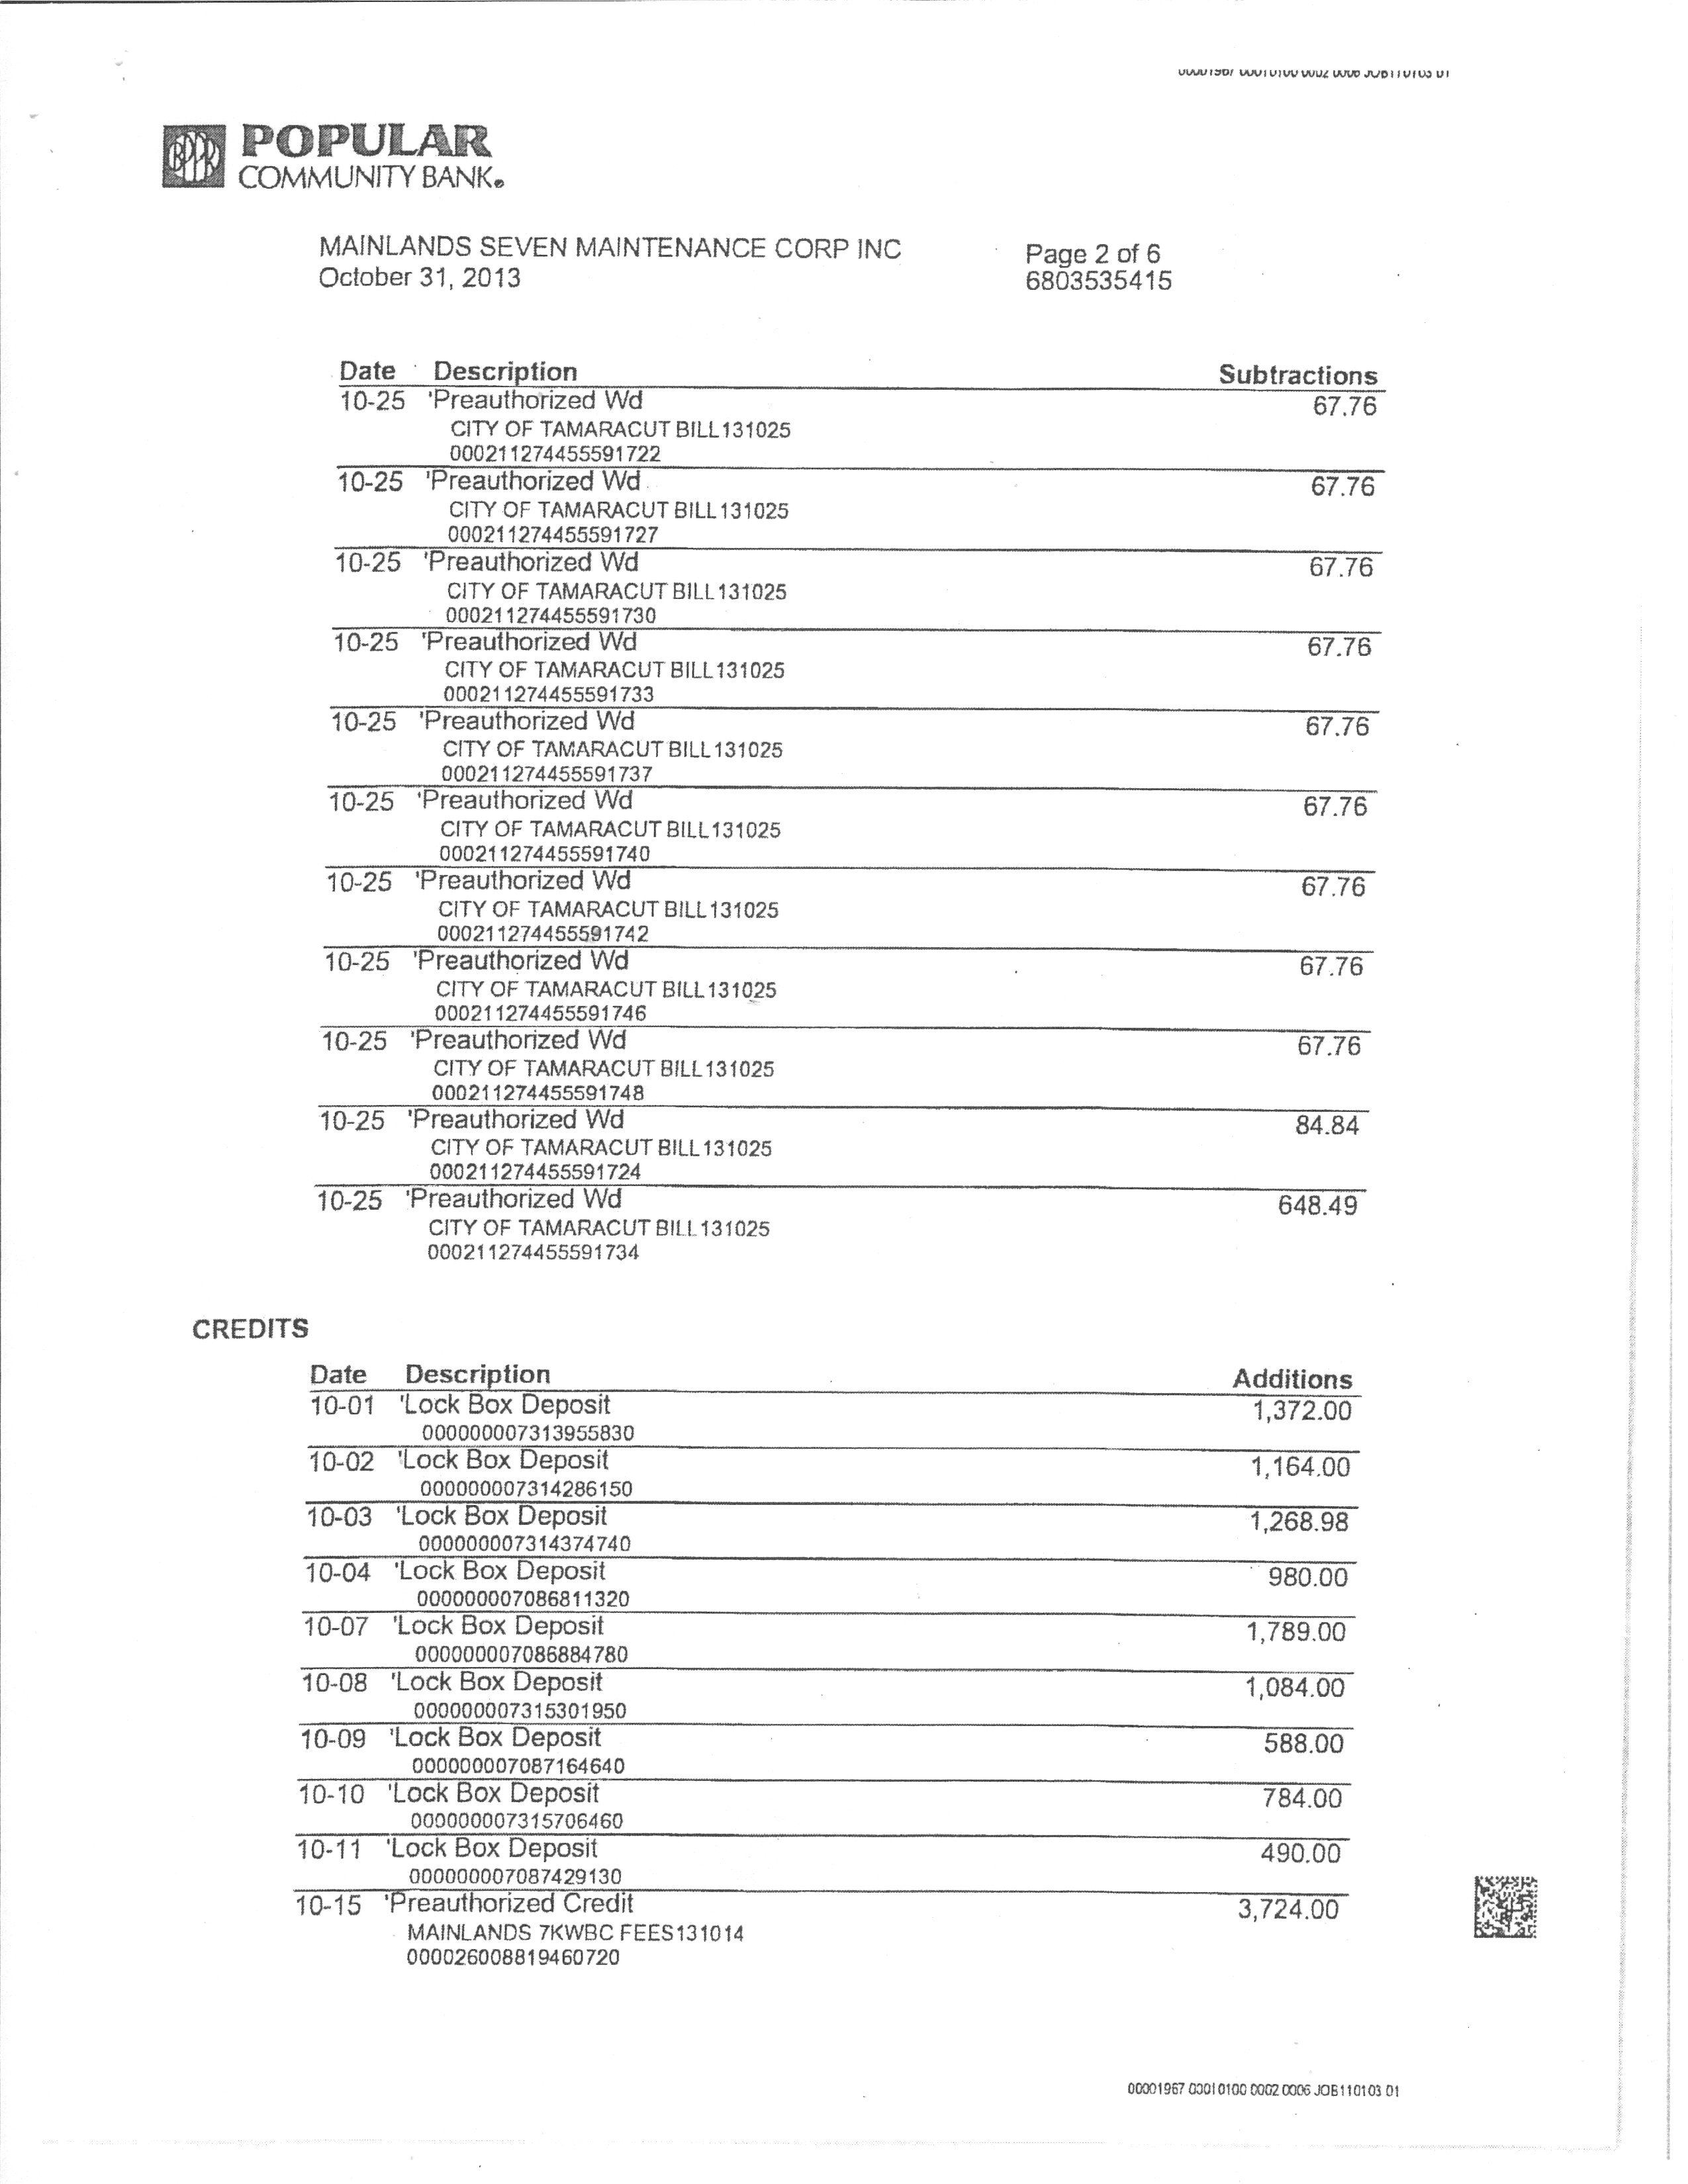 00001967 00010100 0002 0006 JOB110103 01
POPULAR
COMMUNITY BANK.
MAINLANDS SEVEN MAINTENANCE CORP INC
Page 2 of 6
October 31, 2013
6803535415
Date Description Subtractions
10-25 'Preauthorized Wd 67.76
CITY OF TAMARACUT BILL131025
000211274455591722
10-25 'Preauthorized Wd 67.76
CITY OF TAMARACUT BILL131025
000211274455591727
10-25 'Preauthorized Wd 67.76
CITY OF TAMARACUT BILL131025
000211274455591730
10-25 'Preauthorized Wd 67.76
CITY OF TAMARACUT BILL131025
000211274455591733
10-25 'Preauthorized Wd 67.76
CITY OF TAMARACUT BILL131025
000211274455591737
10-25 'Preauthorized Wd 67.76
CITY OF TAMARACUT BILL131025
000211274455591740
10-25 'Preauthorized Wd 67.76
CITY OF TAMARACUT BILL131025
000211274455591742
10-25 'Preauthorized Wd 67.76
CITY OF TAMARACUT BILL131025
000211274455591746
10-25 'Preauthorized Wd 67.76
CITY OF TAMARACUT BILL131025
000211274455591748
10-25 'Preauthorized Wd 84.84
CITY OF TAMARACUT BILL131025
000211274455591724
10-25 'Preauthorized Wd 648.49
CITY OF TAMARACUT BILL131025
000211274455591734
CREDITS
Date Description Additions
10-01 'Lock Box Deposit 1,372.00
000000007313955830
10-02 'Lock Box Deposit 1,164.00
000000007314286150
10-03 'Lock Box Deposit 1,268.98
000000007314374740
10-04 'Lock Box Deposit 980.00
000000007086811320
10-07 'Lock Box Deposit 1,789.00
000000007086884780
10-08 'Lock Box Deposit 1,084.00
000000007315301950
10-09 'Lock Box Deposit 588.00
000000007087164640
10-10 'Lock Box Deposit 784.00
000000007315706460
10-11 'Lock Box Deposit 490.00
000000007087429130
10-15 'Preauthorized Credit 3,724.00
MAINLANDS 7KWBC FEES131014
000026008819460720
00001967 00010100 0002 0006 JOB110103 01